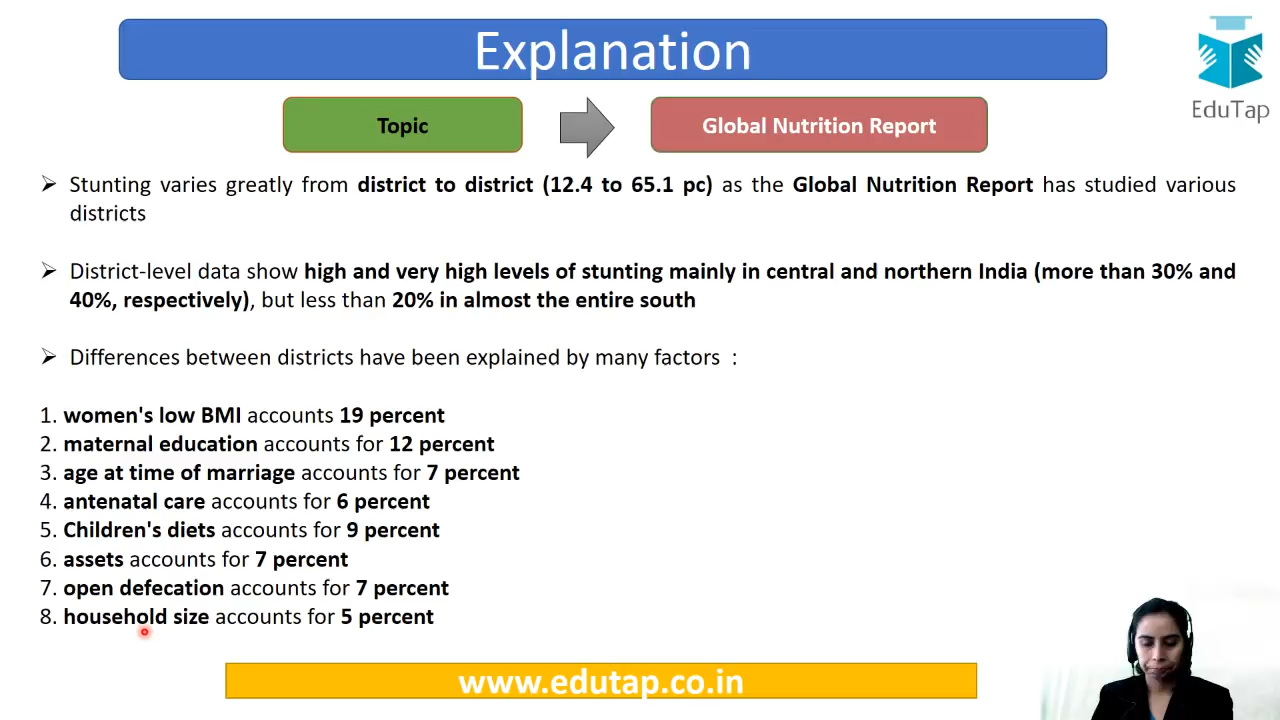 Explanation
EduTap
Topic
Global Nutrition Report
Stunting varies greatly from district to district (12.4 to 65.1 pc) as the Global Nutrition Report has studied various
districts
District-level data show high and very high levels of stunting mainly in central and northern India (more than 30% and
40%, respectively), but less than 20% in almost the entire south
Differences between districts have been explained by many factors :
1. women's low BMI accounts 19 percent
2. maternal education accounts for 12 percent
3. age at time of marriage accounts for 7 percent
4. antenatal care accounts for 6 percent
5. Children's diets accounts for 9 percent
6. assets accounts for 7 percent
7. open defecation accounts for 7 percent
8. household size accounts for 5 percent
www.edutap.co.in